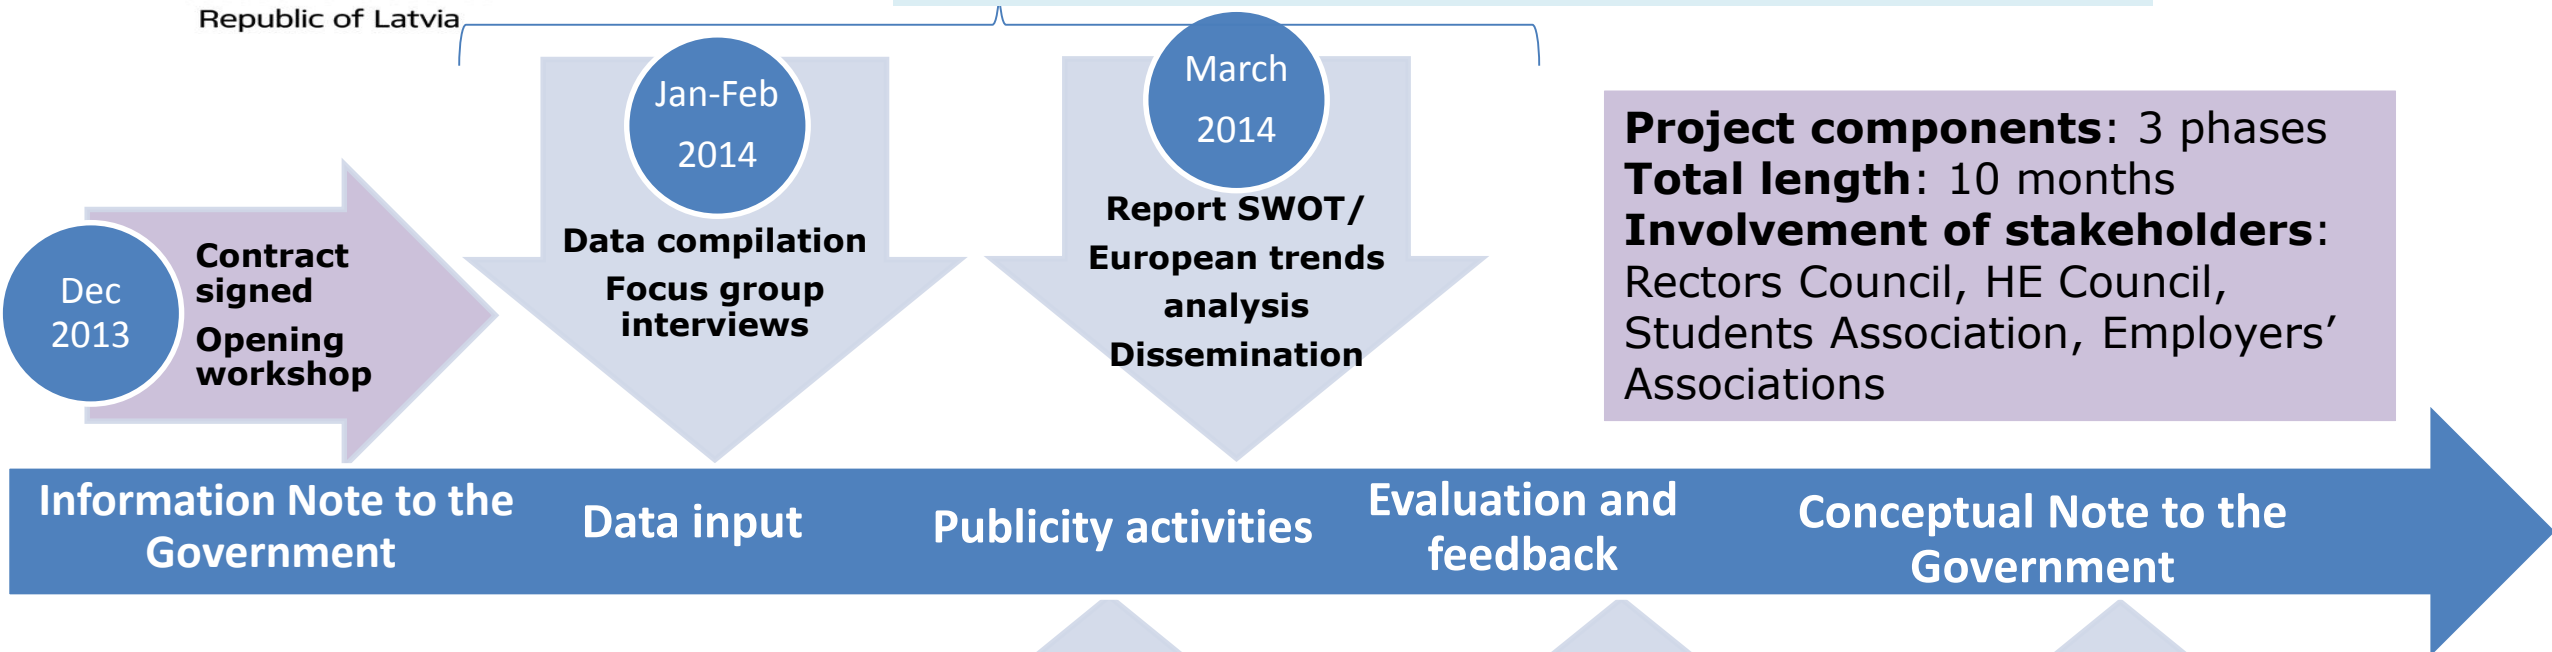 Republic of Latvia
Jan-Feb
2014
March
2014
Dec
2013
Contract
signed
Opening
workshop
Data compilation
Focus group
interviews
Report SWOT/
European trends
analysis
Dissemination
Project components: 3 phases
Total length: 10 months
Involvement of stakeholders:
Rectors Council, HE Council,
Students Association, Employers’
Associations
Information Note to the
Government
Data input
Publicity activities
Evaluation and
feedback
Conceptual Note to the
Government